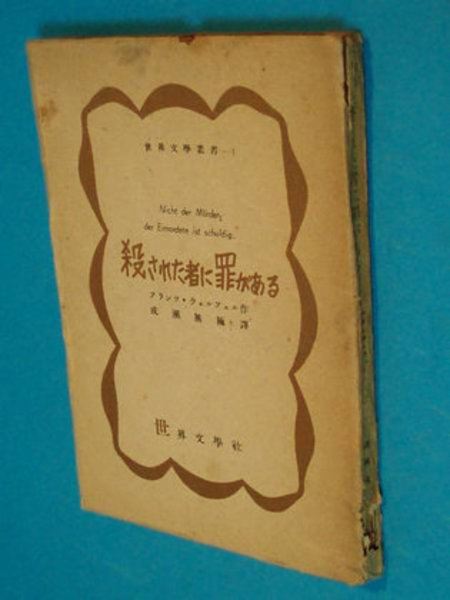 世界文學叢書—1
Nicht der Mörder,
der Ermordete ist schuldig.
殺された者に罪がある
フランツ・ウェルフェル作
成瀬無極譯
世界文學社